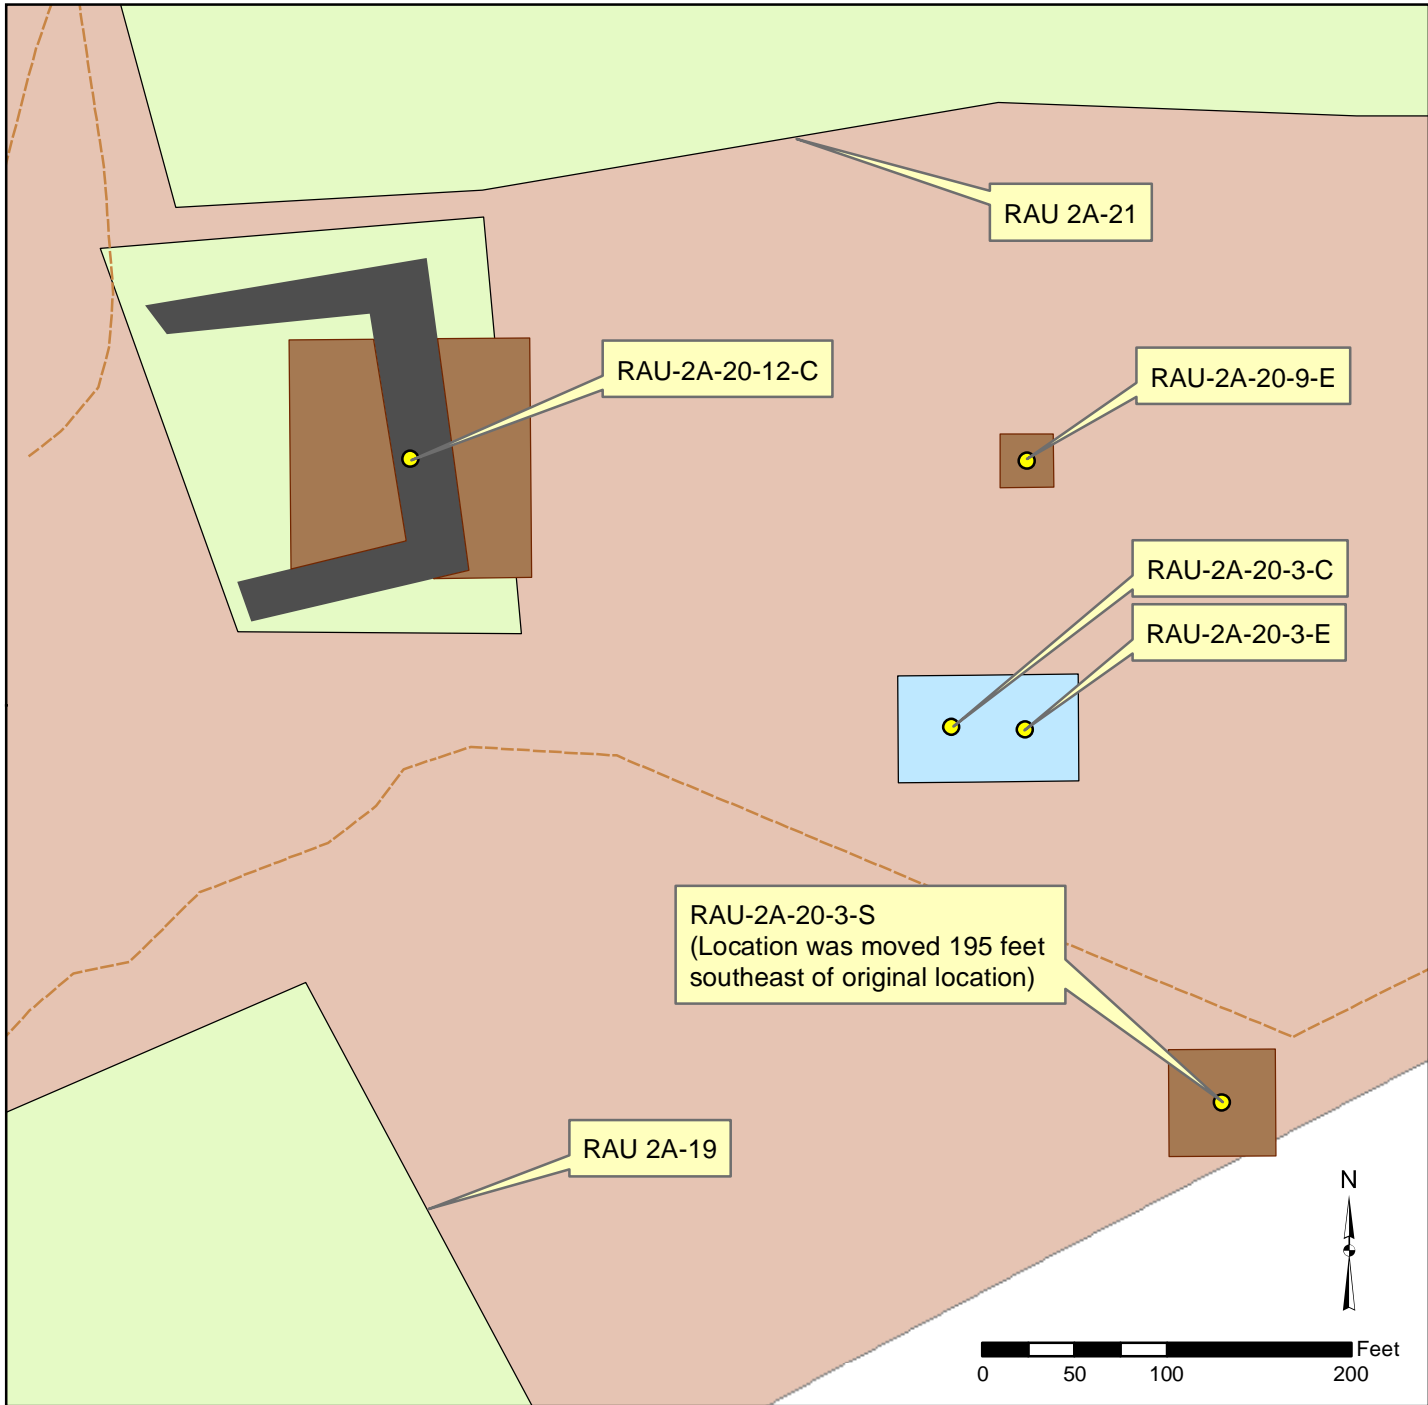 RAU 2A-21
RAU-2A-20-12-C
RAU-2A-20-9-E
RAU-2A-20-3-C
RAU-2A-20-3-E
RAU-2A-20-3-S
(Location was moved 195 feet
southeast of original location)
RAU 2A-19
N
Feet
0 50 100 200